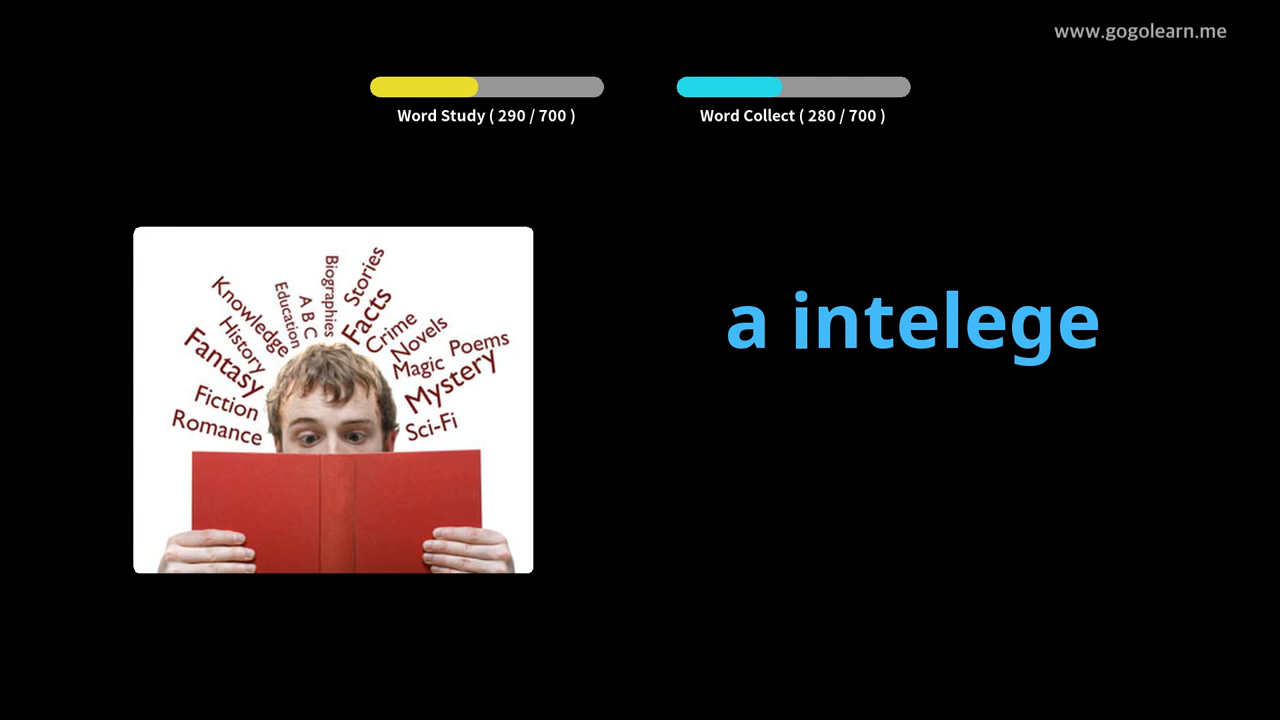 www.gogolearn.me
Word Study ( 290 / 700 )
Word Collect ( 280 / 700 )
a intelege
Biographies
Stories
Education
A B C
Facts
Knowledge
History
Crime
Novels
Fantasy
Magic
Poems
Mystery
Fiction
Romance
Sci-Fi